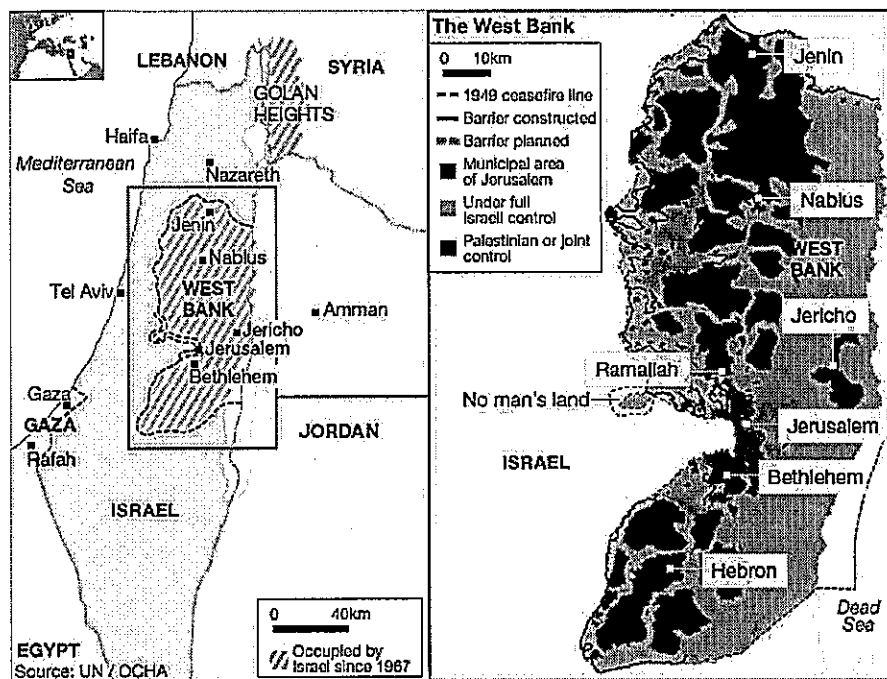 LEBANON
SYRIA
GOLAN
HEIGHTS
Haifa
Mediterranean
Sea
Nazareth
Jenin
Nablus
WEST
BANK
Tel Aviv
Amman
Jericho
Jerusalem
Bethlehem
Gaza
GAZA
Rafah
JORDAN
ISRAEL
EGYPT
0 40km
Occupied by
Israel since 1967
Source: UN / OCHA
The West Bank
0 10km
1949 ceasefire line
Barrier constructed
Barrier planned
Municipal area
of Jerusalem
Under full
Israeli control
Palestinian or joint
control
Jenin
Nablus
WEST
BANK
Jericho
Ramallah
No man's land
Jerusalem
ISRAEL
Bethlehem
Hebron
Dead
Sea